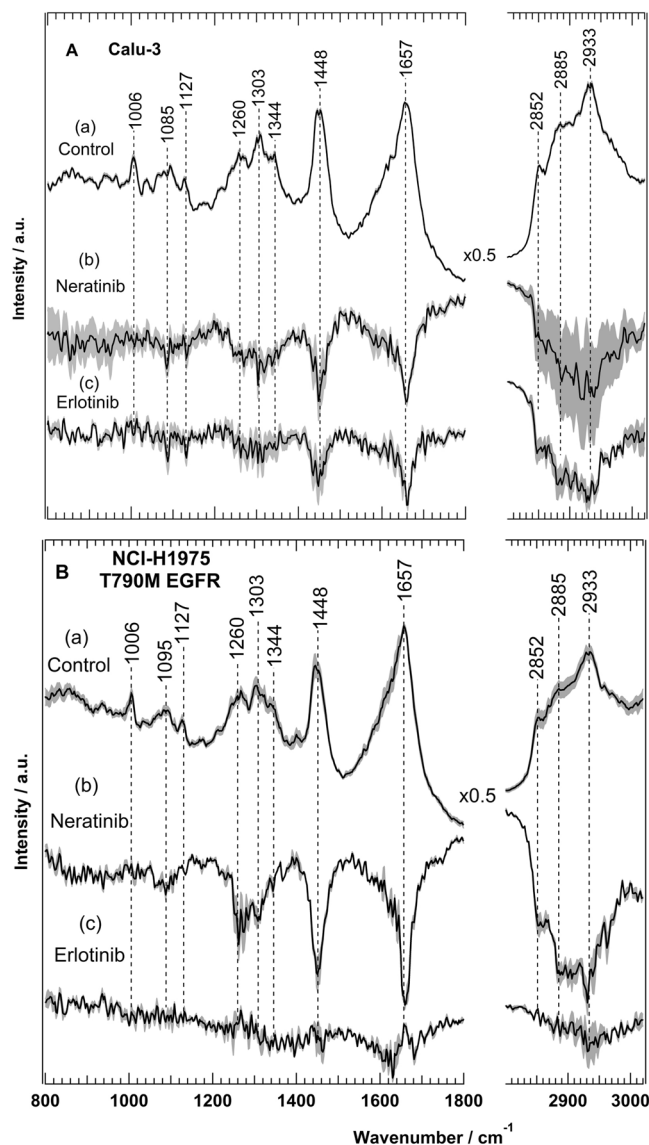 A Calu-3
1006
1085
1127
1260
1303
1344
1448
1657
2852
2885
2933
(a)
Control
x0.5
(b)
Neratinib
(c)
Erlotinib
Intensity / a.u.
B NCI-H1975
T790M EGFR
1006
1095
1127
1260
1303
1344
1448
1657
2852
2885
2933
(a)
Control
x0.5
(b)
Neratinib
(c)
Erlotinib
Intensity / a.u.
800 1000 1200 1400 1600 1800 2900 3000
Wavenumber / cm⁻¹